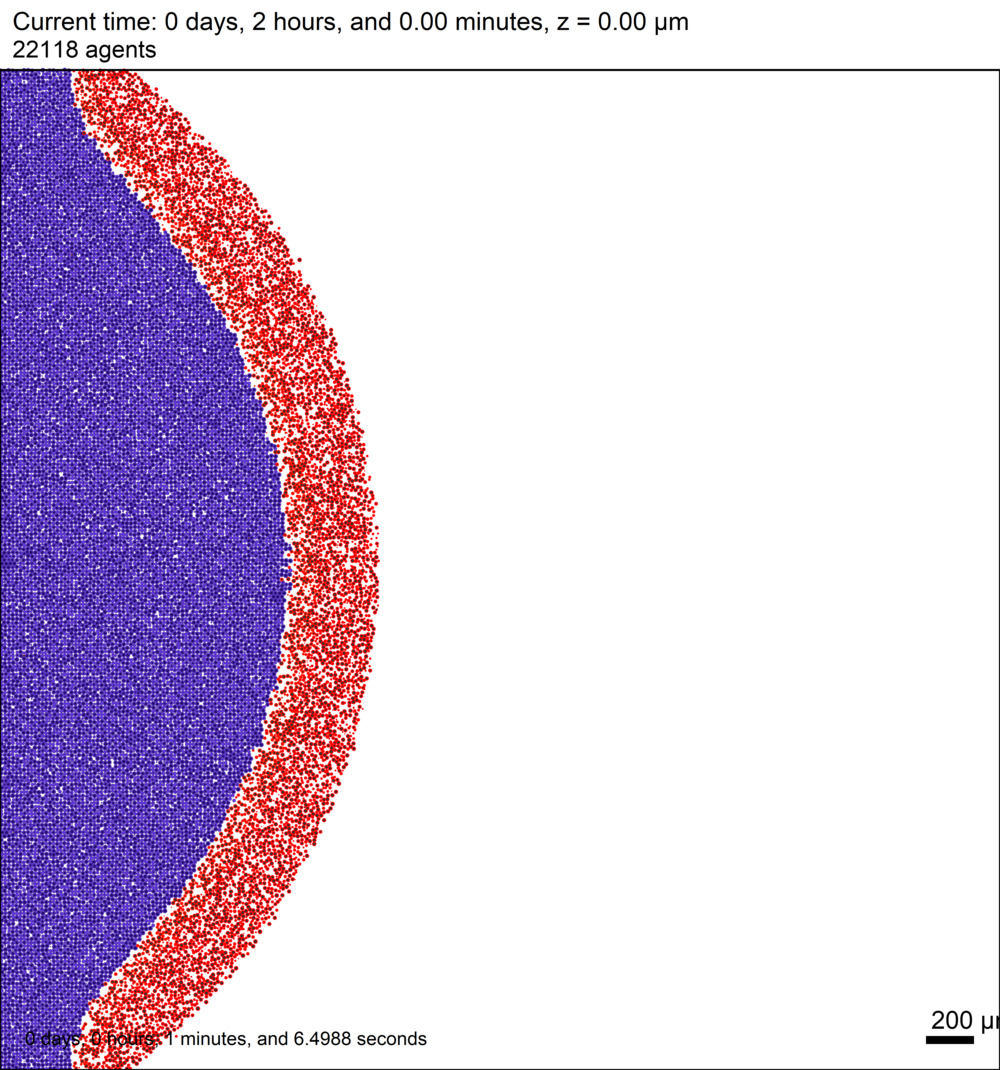 Current time: 0 days, 2 hours, and 0.00 minutes, z = 0.00 µm
22118 agents
200 µ
0 days, 0 hours, 1 minutes, and 6.4988 seconds